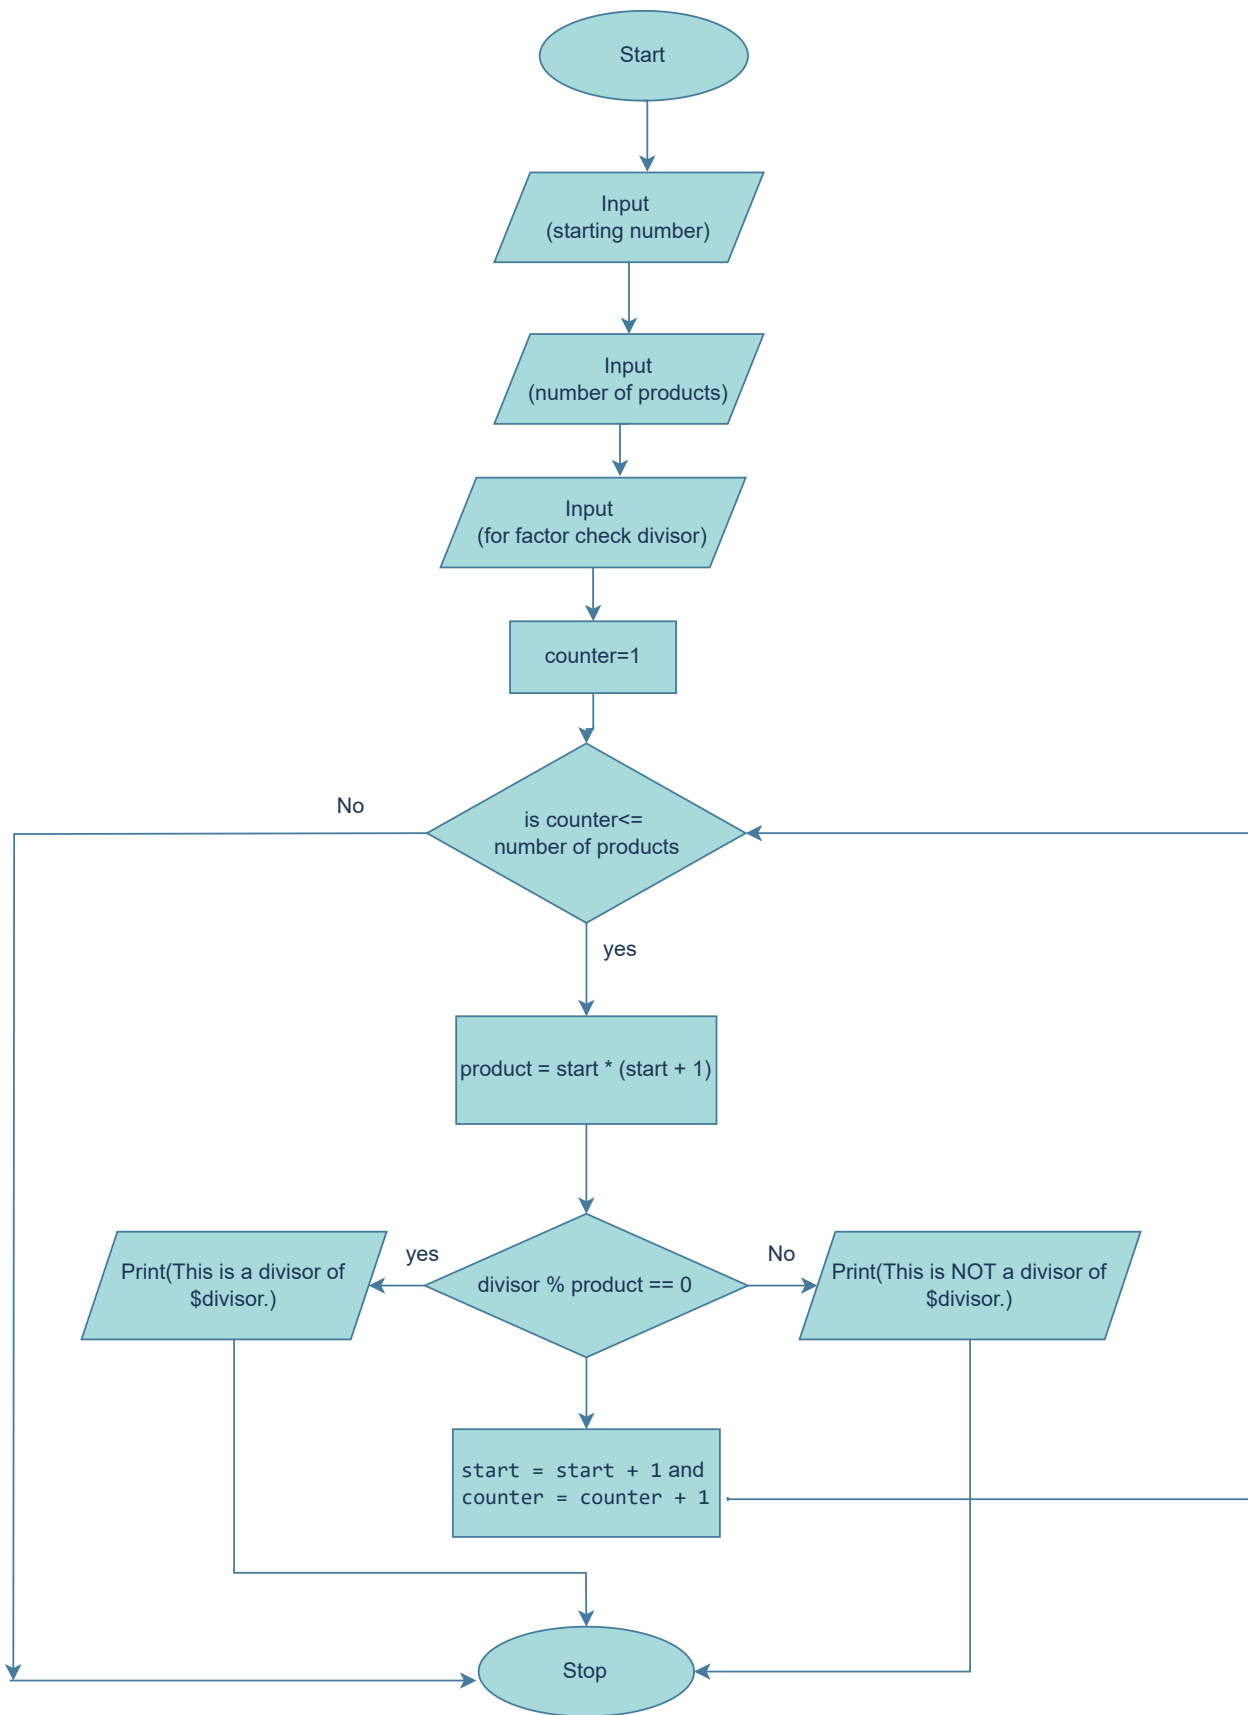 Start
Input
(starting number)
Input
(number of products)
Input
(for factor check divisor)
counter=1
No
is counter<=
number of products
yes
product = start * (start + 1)
Print(This is a divisor of
$divisor.)
yes
divisor % product == 0
No
Print(This is NOT a divisor of
$divisor.)
start = start + 1 and
counter = counter + 1
Stop